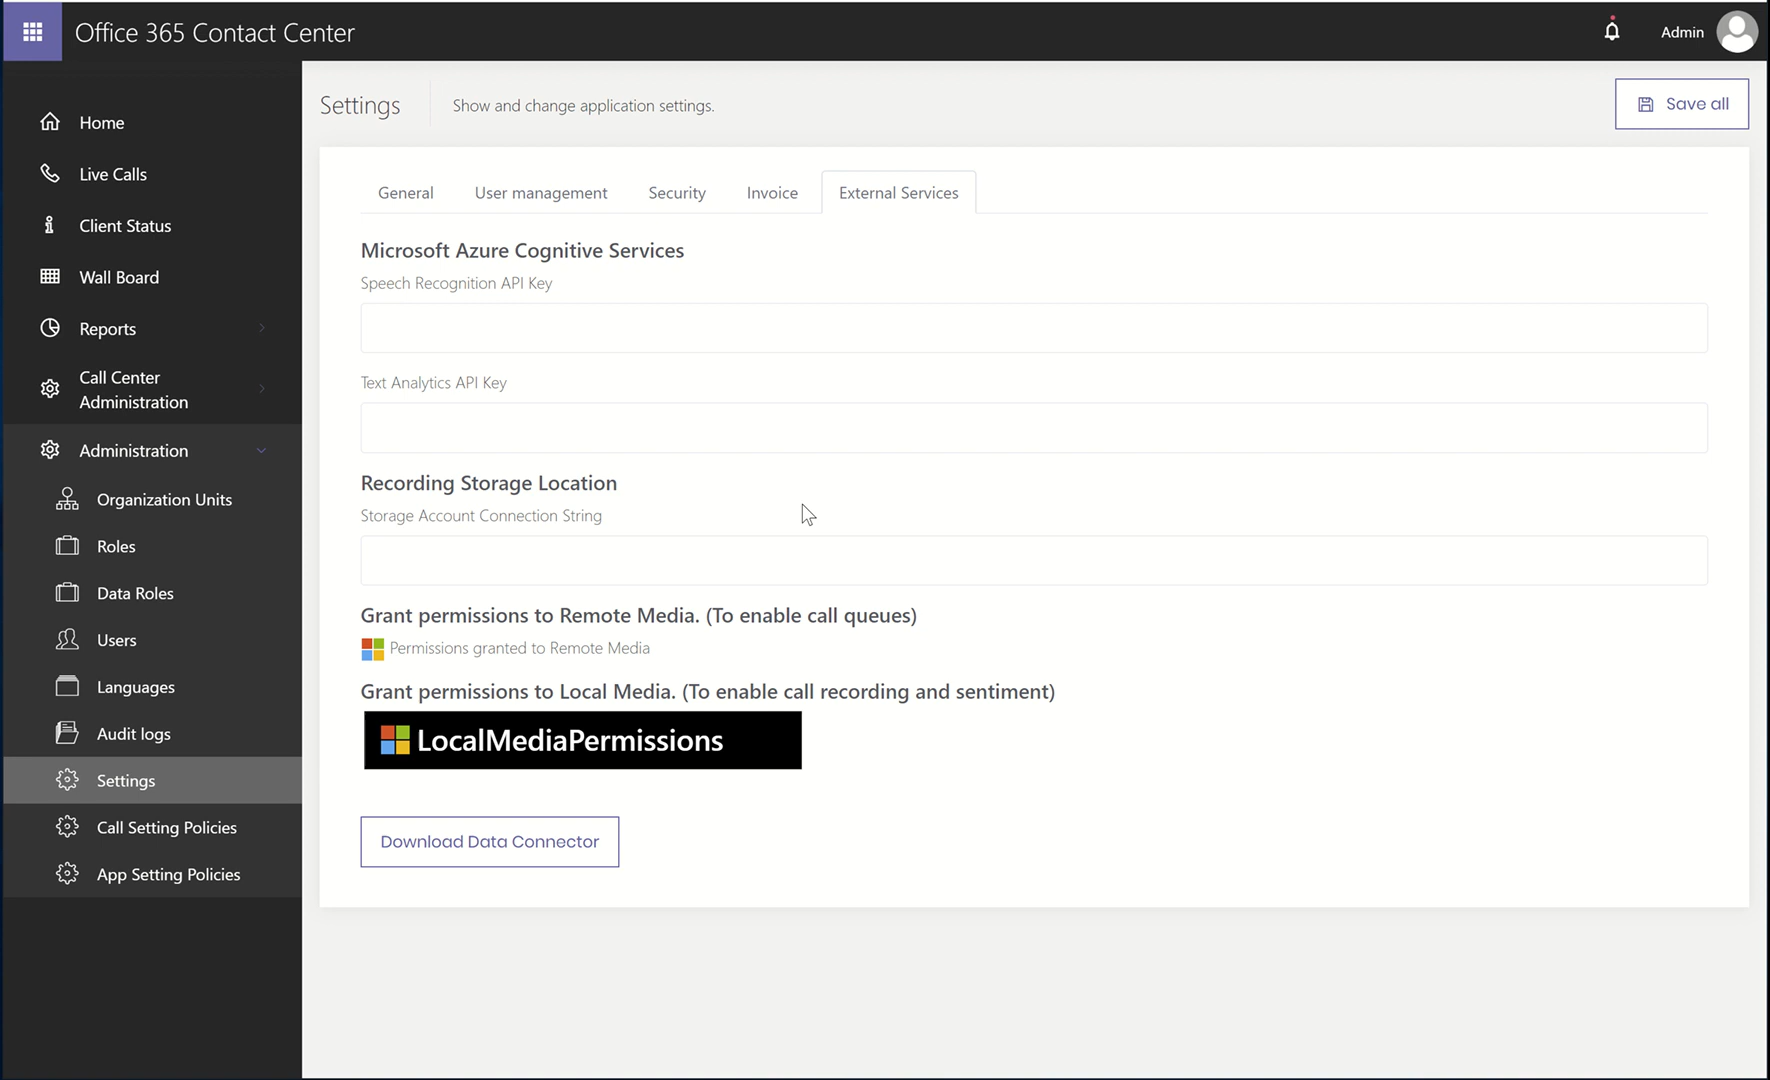 Office 365 Contact Center
Admin
Home
Live Calls
Client Status
Wall Board
Reports
Call Center
Administration
Administration
Organization Units
Roles
Data Roles
Users
Languages
Audit logs
Settings
Call Setting Policies
App Setting Policies
Settings
Show and change application settings.
Save all
General
User management
Security
Invoice
External Services
Microsoft Azure Cognitive Services
Speech Recognition API Key
Text Analytics API Key
Recording Storage Location
Storage Account Connection String
Grant permissions to Remote Media. (To enable call queues)
Permissions granted to Remote Media
Grant permissions to Local Media. (To enable call recording and sentiment)
LocalMediaPermissions
Download Data Connector